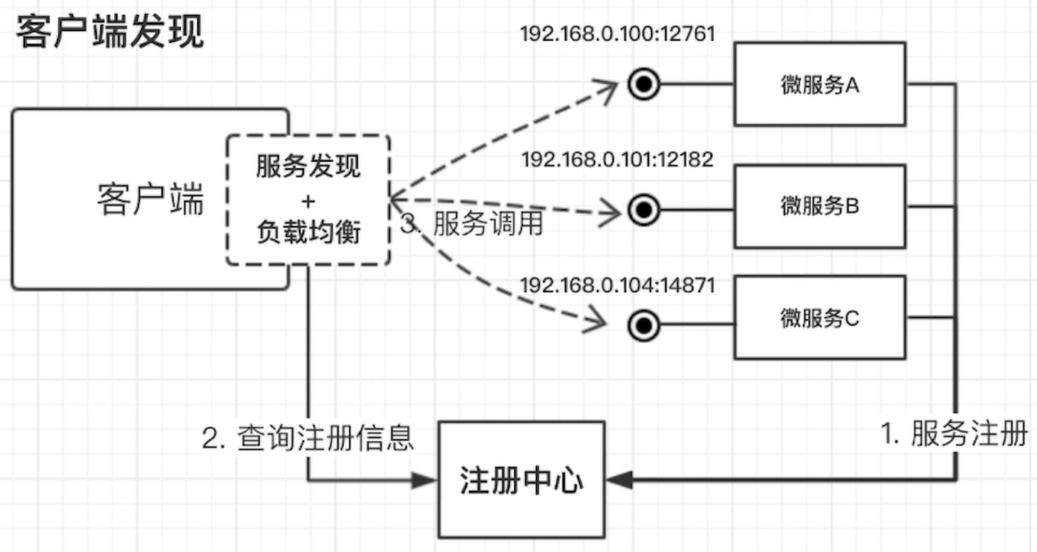 客户端发现
192.168.0.100:12761
微服务A
客户端
服务发现
+
负载均衡
192.168.0.101:12182
微服务B
3. 服务调用
192.168.0.104:14871
微服务C
2. 查询注册信息
1. 服务注册
注册中心